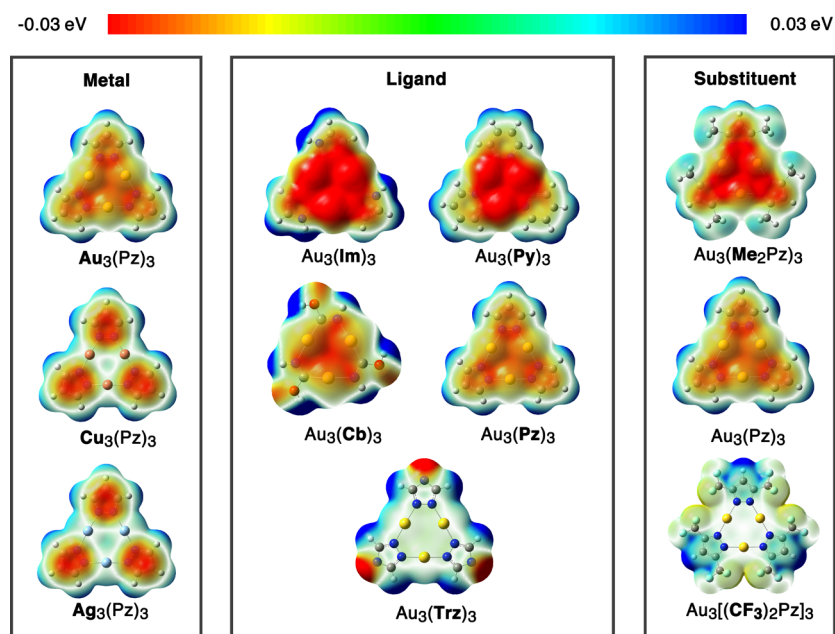 -0.03 eV 0.03 eV
Metal
Au₃(Pz)₃
Cu₃(Pz)₃
Ag₃(Pz)₃
Ligand
Au₃(Im)₃ Au₃(Py)₃
Au₃(Cb)₃ Au₃(Pz)₃
Au₃(Trz)₃
Substituent
Au₃(Me₂Pz)₃
Au₃(Pz)₃
Au₃[(CF₃)₂Pz]₃